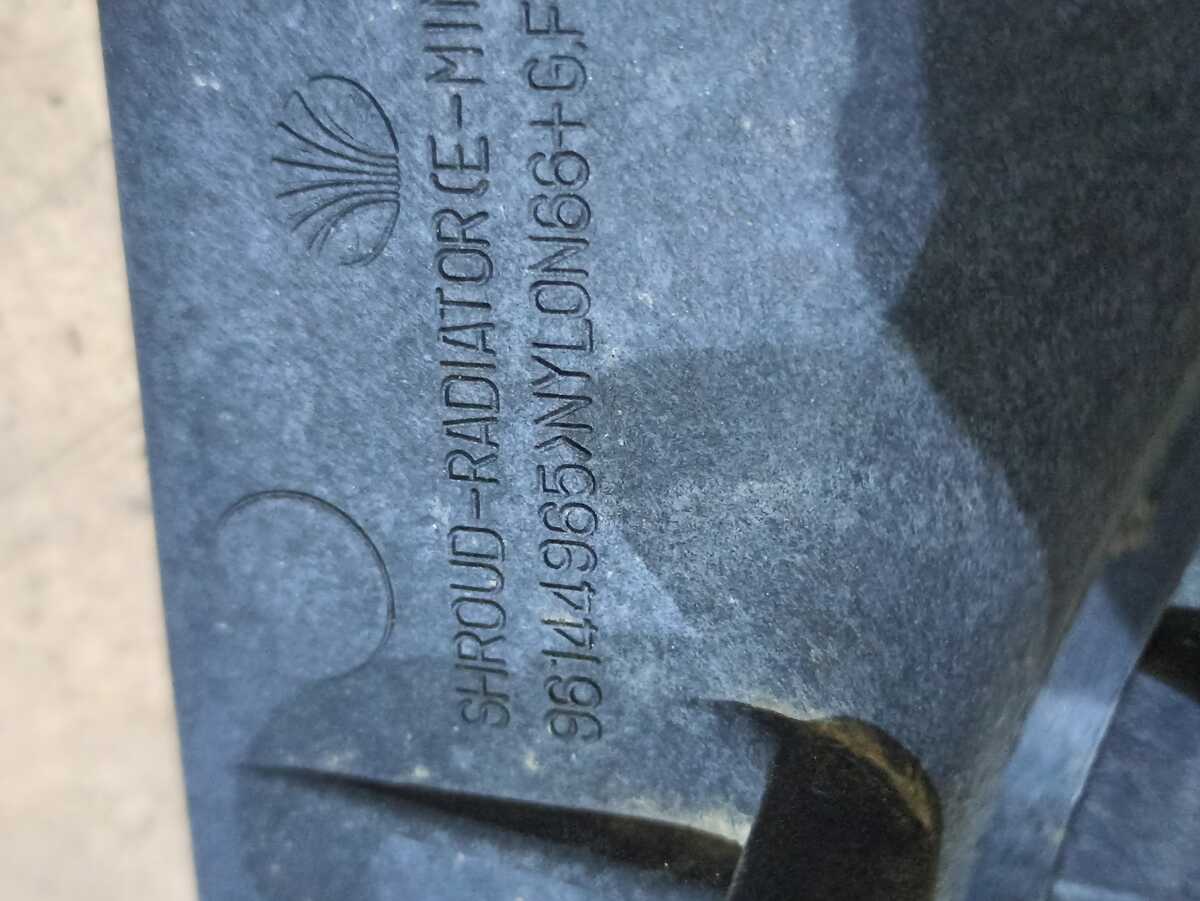 SHROUD-RADIATOR(E-MI
96144965>NYLON66+G.F